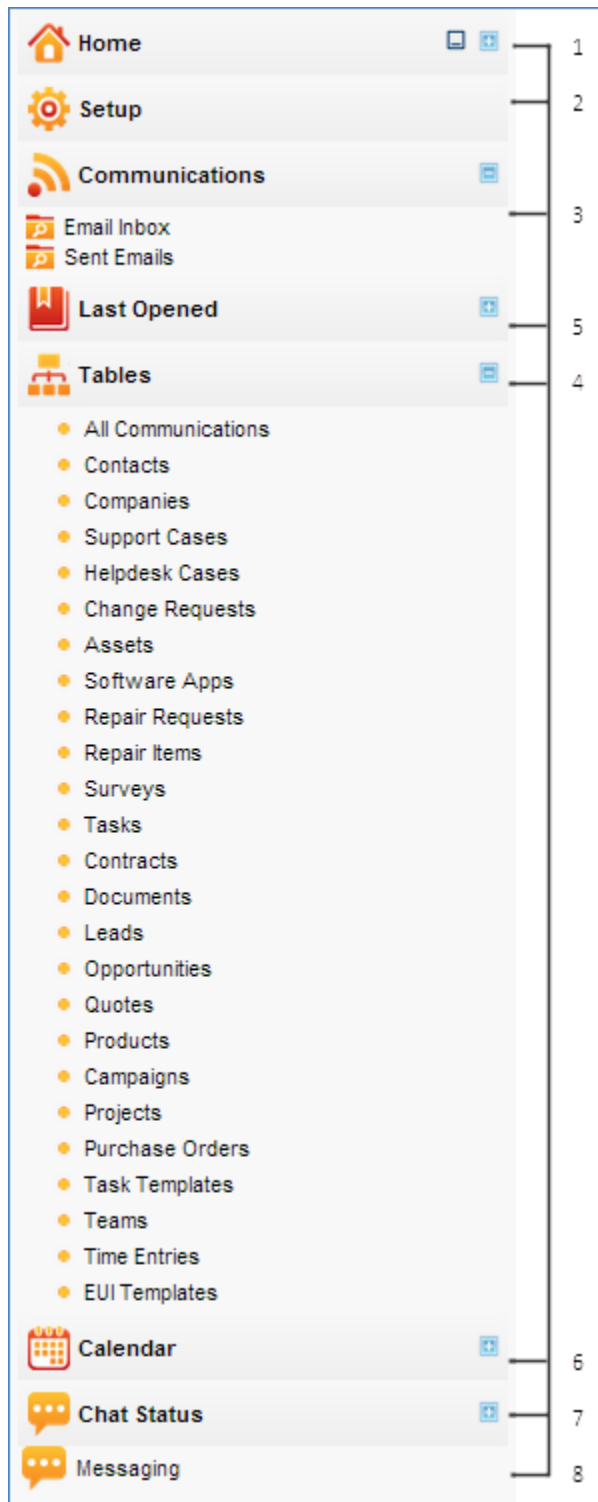 Home 1
Setup 2
Communications
3
Email Inbox
Sent Emails
Last Opened
5
Tables 4
All Communications
Contacts
Companies
Support Cases
Helpdesk Cases
Change Requests
Assets
Software Apps
Repair Requests
Repair Items
Surveys
Tasks
Contracts
Documents
Leads
Opportunities
Quotes
Products
Campaigns
Projects
Purchase Orders
Task Templates
Teams
Time Entries
EUI Templates
Calendar 6
Chat Status 7
Messaging 8